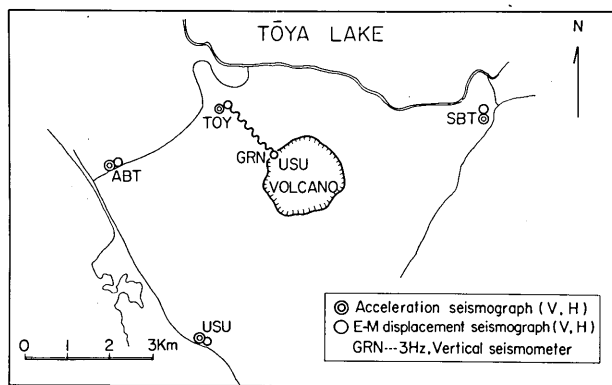 TŌYA LAKE
N
TOY
SBT
GRN
USU
VOLCANO
ABT
USU
0 1 2 3Km
Acceleration seismograph (V, H)
E-M displacement seismograph (V, H)
GRN---3Hz, Vertical seismometer